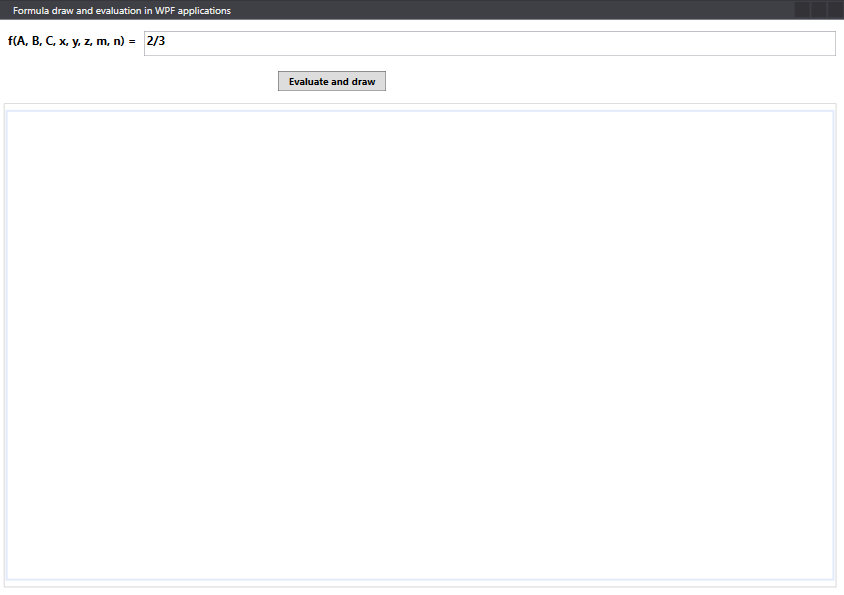 Formula draw and evaluation in WPF applications
f(A, B, C, x, y, z, m, n) = 2/3
Evaluate and draw